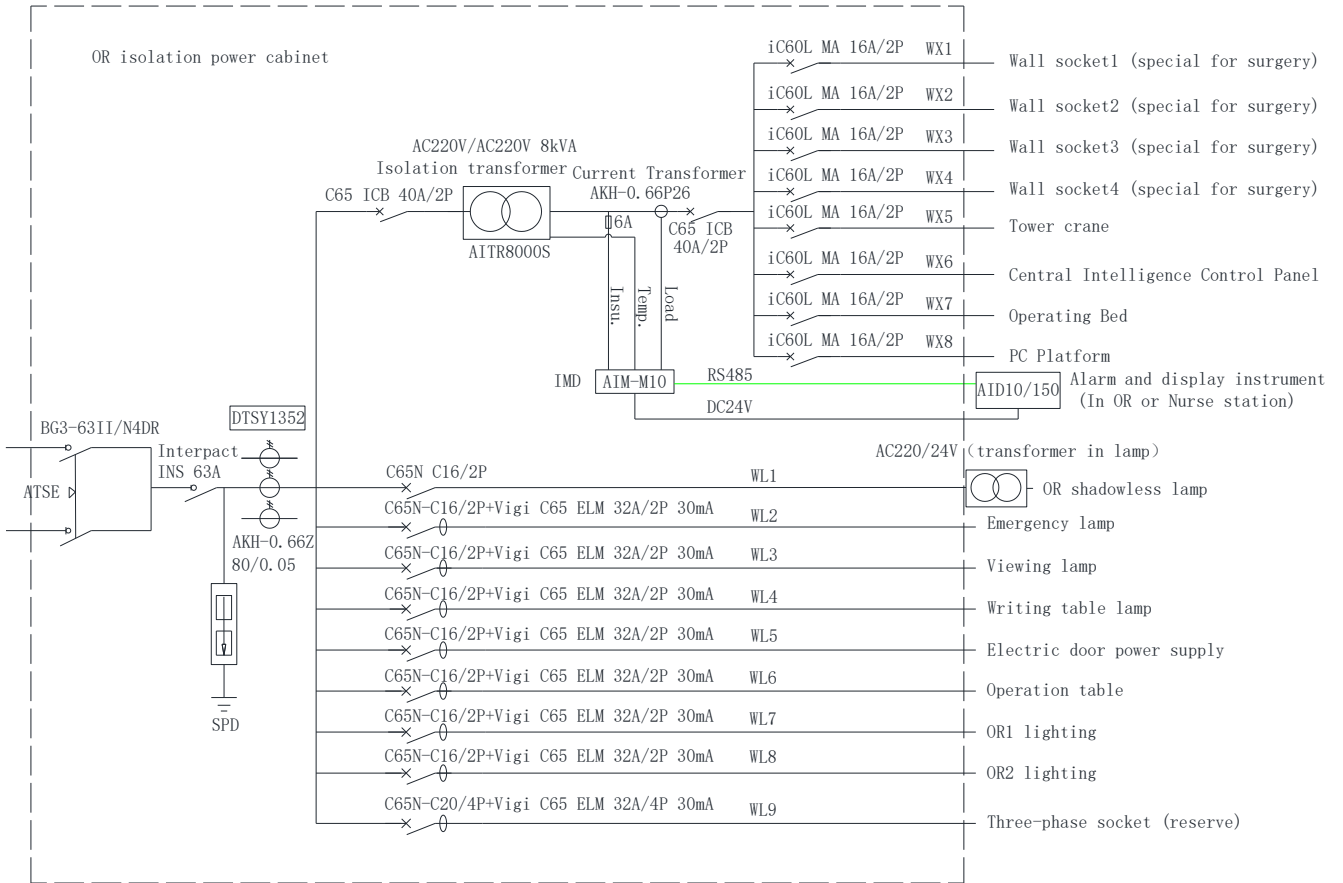 OR isolation power cabinet
iC60L MA 16A/2P WX1 Wall socket1 (special for surgery)
iC60L MA 16A/2P WX2 Wall socket2 (special for surgery)
iC60L MA 16A/2P WX3 Wall socket3 (special for surgery)
iC60L MA 16A/2P WX4 Wall socket4 (special for surgery)
iC60L MA 16A/2P WX5 Tower crane
iC60L MA 16A/2P WX6 Central Intelligence Control Panel
iC60L MA 16A/2P WX7 Operating Bed
iC60L MA 16A/2P WX8 PC Platform
AC220V/AC220V 8kVA
Isolation transformer
C65 ICB 40A/2P
AITR8000S
Current Transformer
AKH-0.66P26
6A
C65 ICB
40A/2P
Insu.
Temp.
Load
IMD AIM-M10
RS485
DC24V
AID10/150
Alarm and display instrument
(In OR or Nurse station)
BG3-63II/N4DR
ATSE
Interpact
INS 63A
DTSY1352
AKH-0.66Z
80/0.05
SPD
AC220/24V (transformer in lamp)
C65N C16/2P WL1 OR shadowless lamp
C65N-C16/2P+Vigi C65 ELM 32A/2P 30mA WL2 Emergency lamp
C65N-C16/2P+Vigi C65 ELM 32A/2P 30mA WL3 Viewing lamp
C65N-C16/2P+Vigi C65 ELM 32A/2P 30mA WL4 Writing table lamp
C65N-C16/2P+Vigi C65 ELM 32A/2P 30mA WL5 Electric door power supply
C65N-C16/2P+Vigi C65 ELM 32A/2P 30mA WL6 Operation table
C65N-C16/2P+Vigi C65 ELM 32A/2P 30mA WL7 OR1 lighting
C65N-C16/2P+Vigi C65 ELM 32A/2P 30mA WL8 OR2 lighting
C65N-C20/4P+Vigi C65 ELM 32A/4P 30mA WL9 Three-phase socket (reserve)